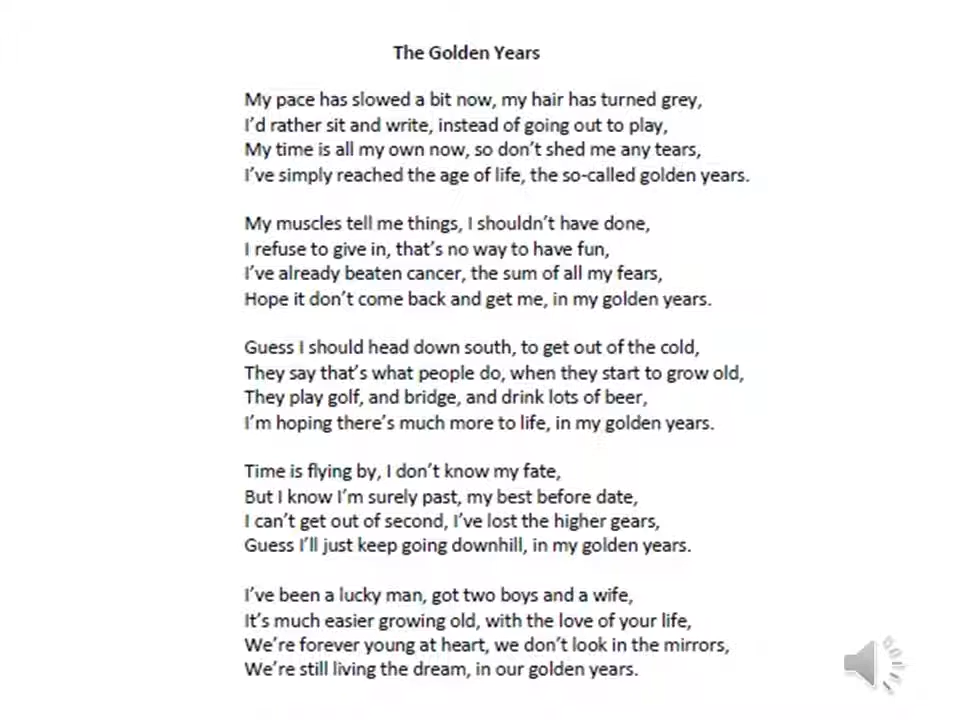 The Golden Years
My pace has slowed a bit now, my hair has turned grey,
I'd rather sit and write, instead of going out to play,
My time is all my own now, so don't shed me any tears,
I've simply reached the age of life, the so-called golden years.
My muscles tell me things, I shouldn't have done,
I refuse to give in, that's no way to have fun,
I've already beaten cancer, the sum of all my fears,
Hope it don't come back and get me, in my golden years.
Guess I should head down south, to get out of the cold,
They say that's what people do, when they start to grow old,
They play golf, and bridge, and drink lots of beer,
I'm hoping there's much more to life, in my golden years.
Time is flying by, I don't know my fate,
But I know I'm surely past, my best before date,
I can't get out of second, I've lost the higher gears,
Guess I'll just keep going downhill, in my golden years.
I've been a lucky man, got two boys and a wife,
It's much easier growing old, with the love of your life,
We're forever young at heart, we don't look in the mirrors,
We're still living the dream, in our golden years.